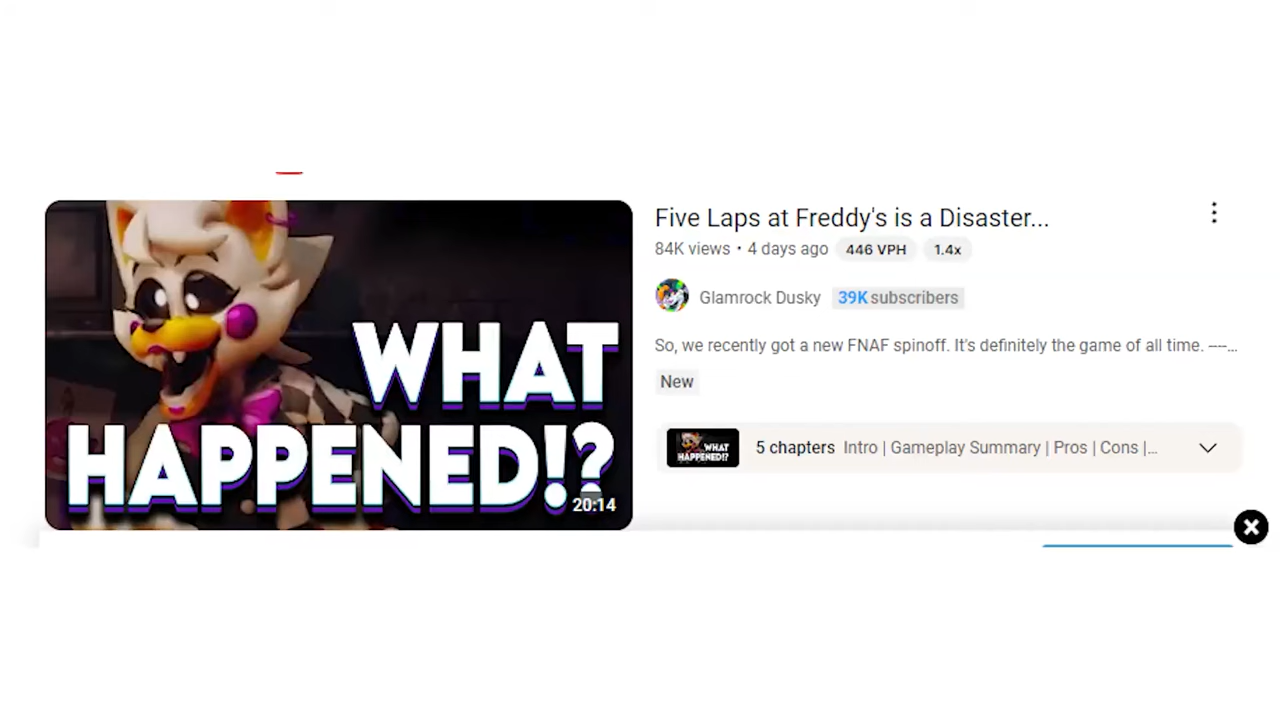 WHAT
HAPPENED!?
20:14
Five Laps at Freddy's is a Disaster...
84K views • 4 days ago 446 VPH 1.4x
Glamrock Dusky 39K subscribers
So, we recently got a new FNAF spinoff. It's definitely the game of all time. ----...
New
WHAT
HAPPENED!?
5 chapters Intro | Gameplay Summary | Pros | Cons |...